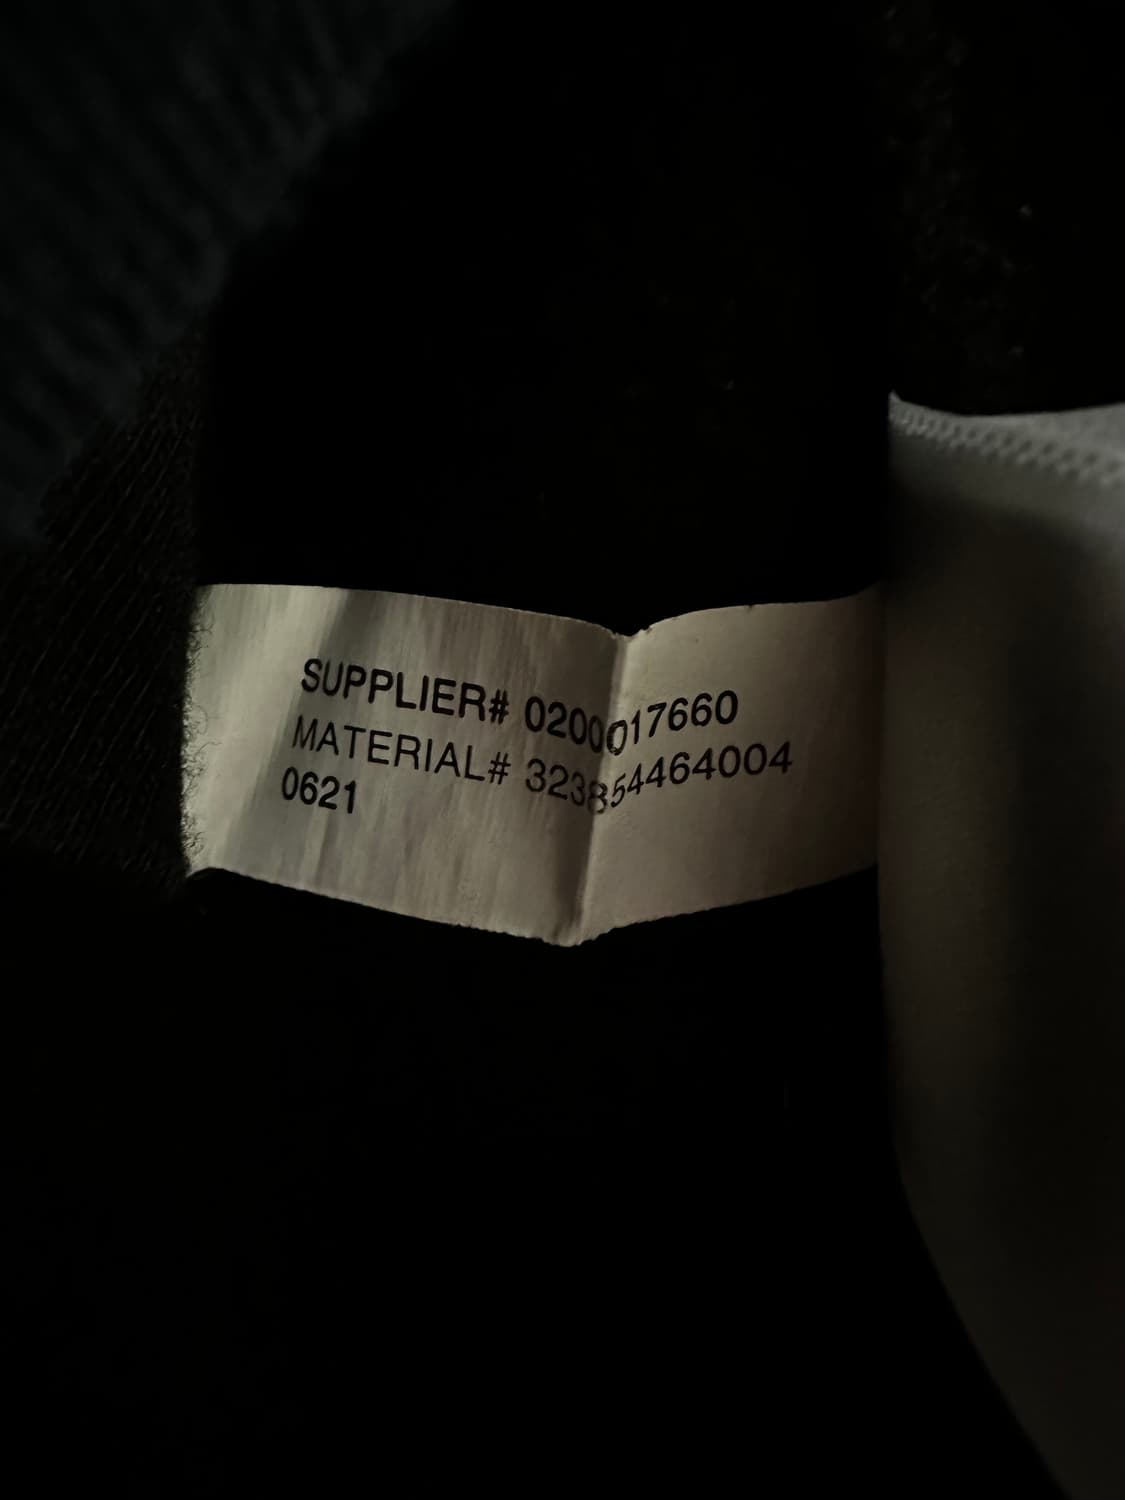 SUPPLIER# 0200017660
MATERIAL# 323854464004
0621